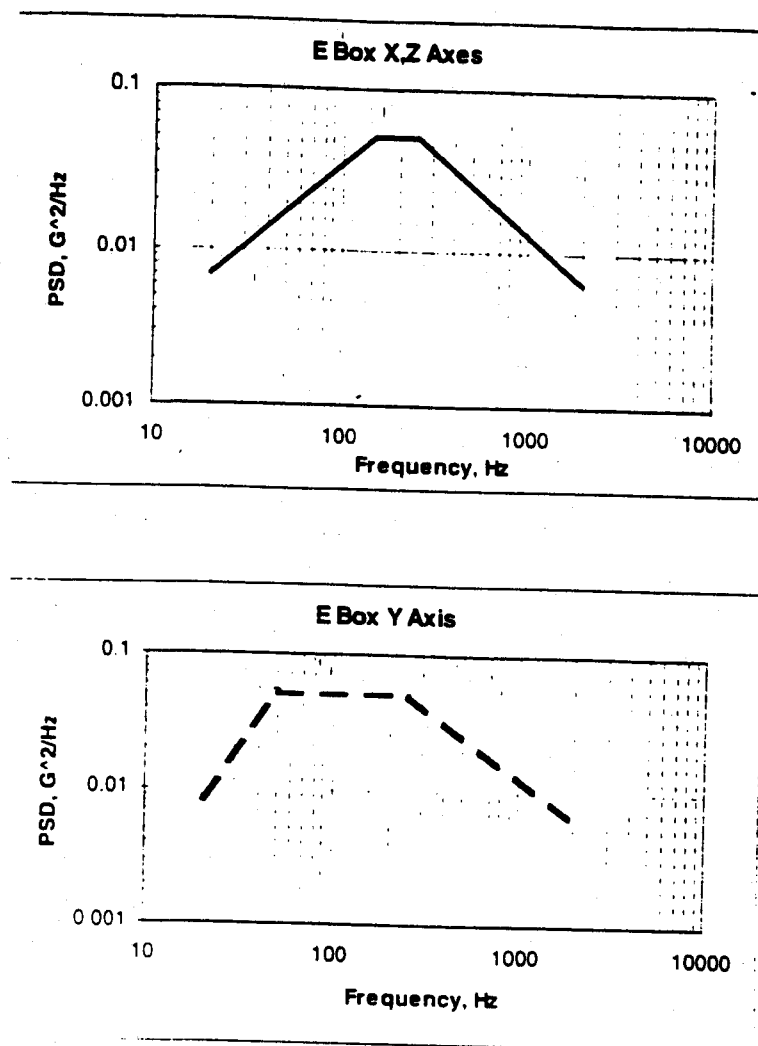 E Box X,Z Axes
0.1
0.01
0.001
PSD, G^2/Hz
10 100 1000 10000
Frequency, Hz
E Box Y Axis
0.1
0.01
0 001
PSD, G^2/Hz
10 100 1000 10000
Frequency, Hz